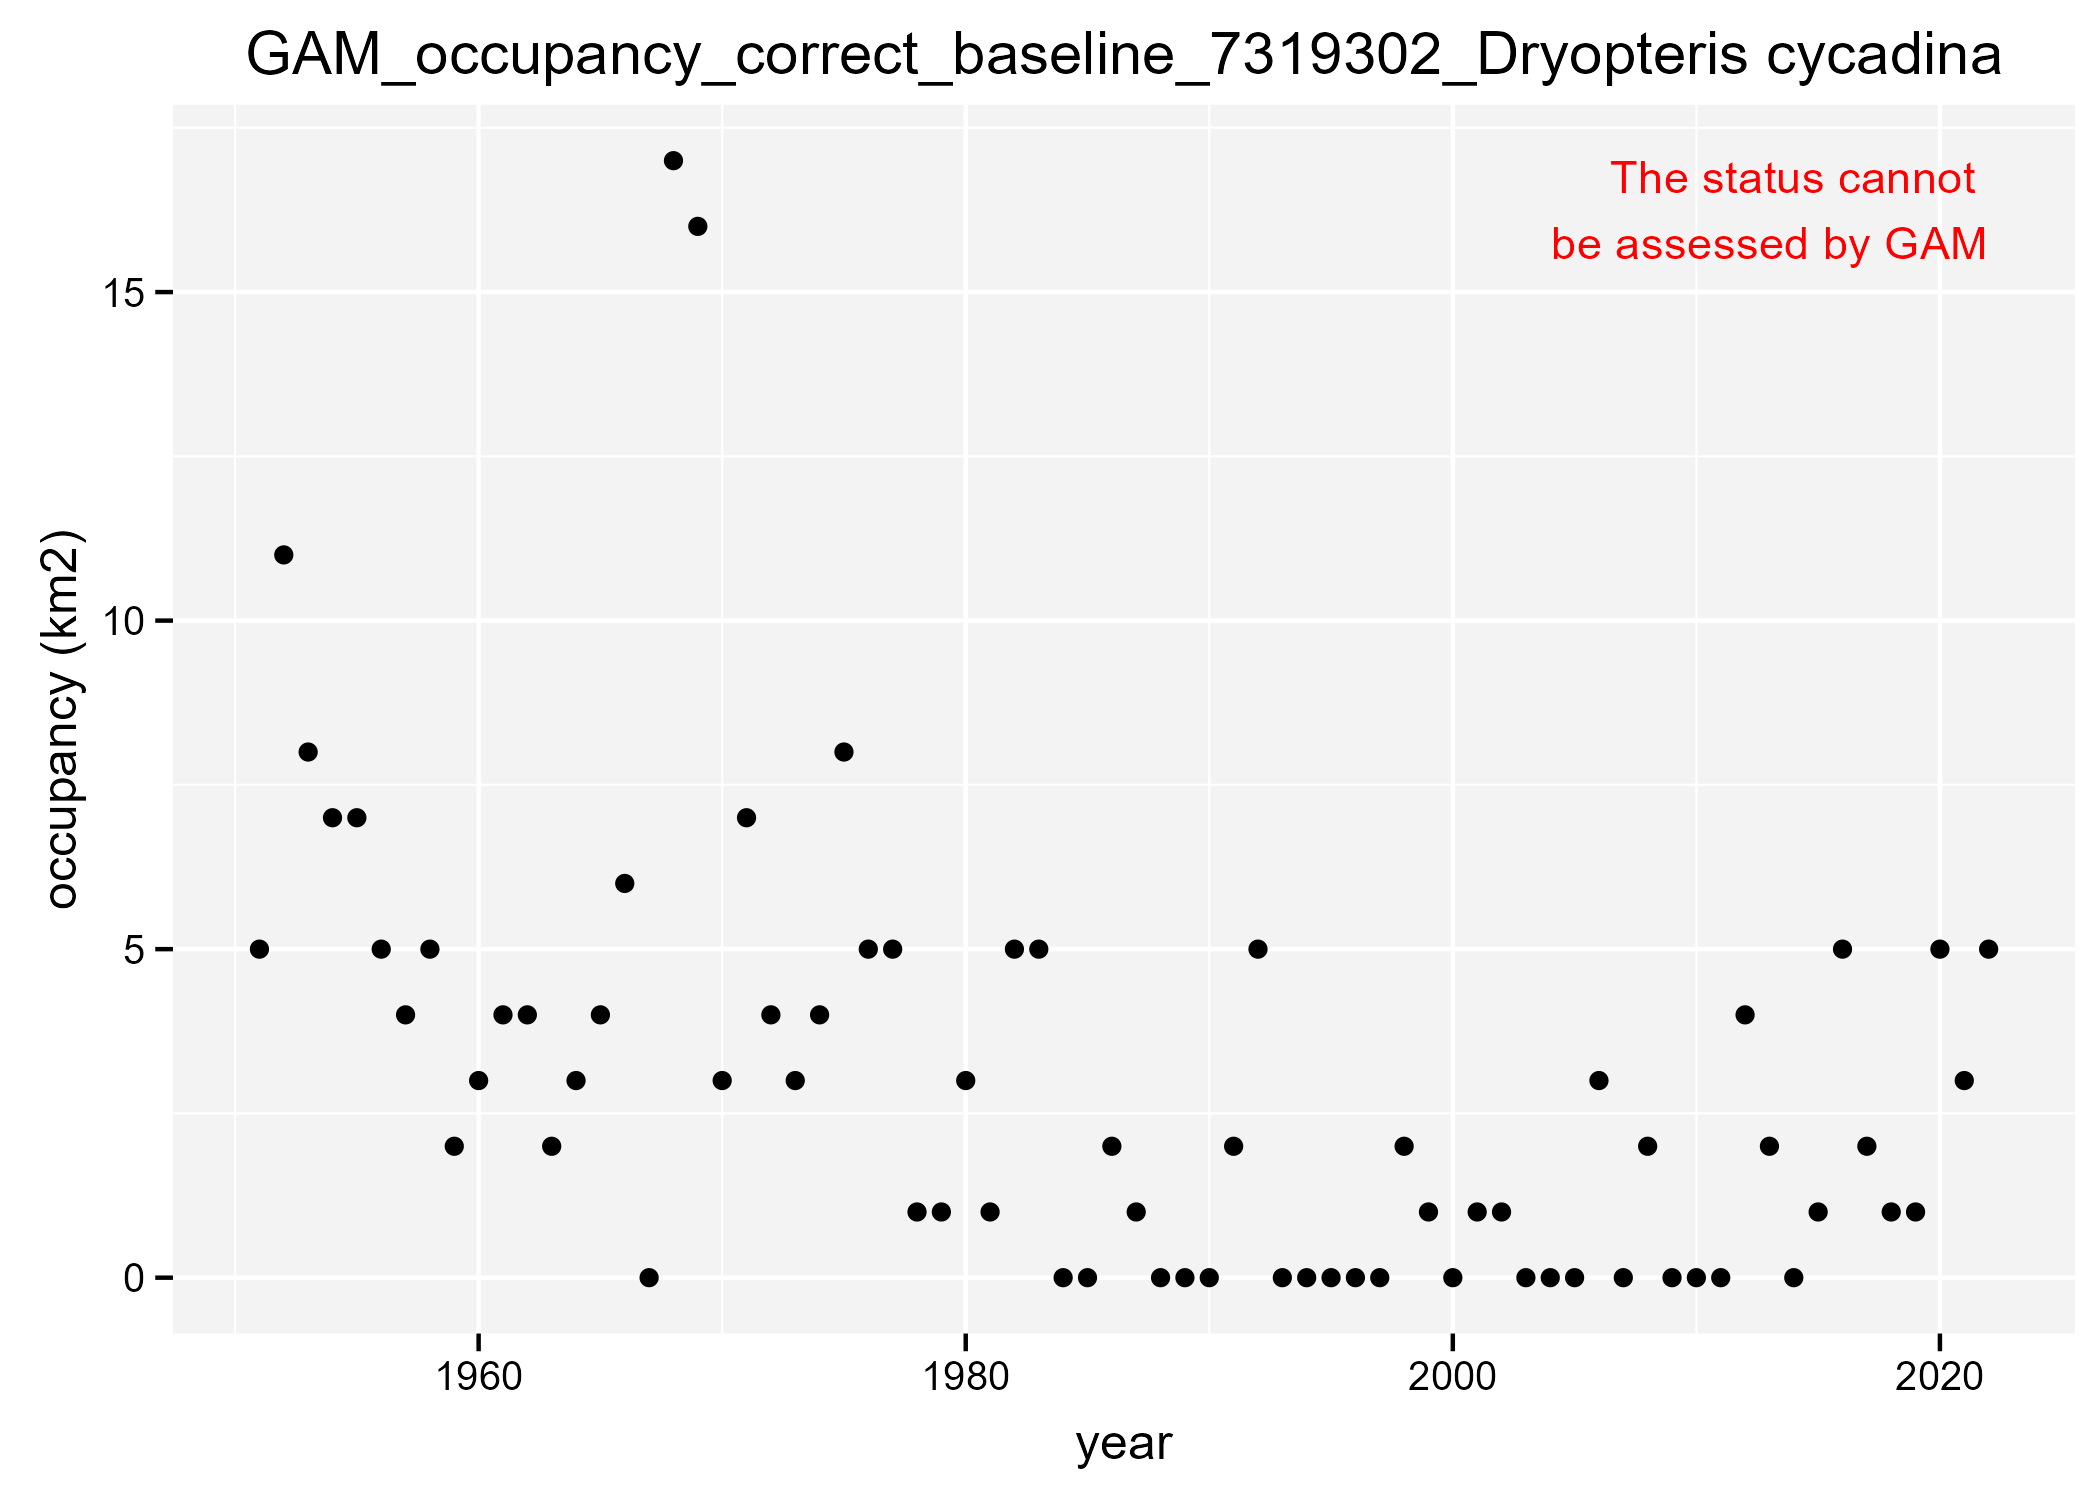 GAM_occupancy_correct_baseline_7319302_Dryopteris cycadina
The status cannot
be assessed by GAM
occupancy (km2)
15
10
5
0
1960 1980 2000 2020
year